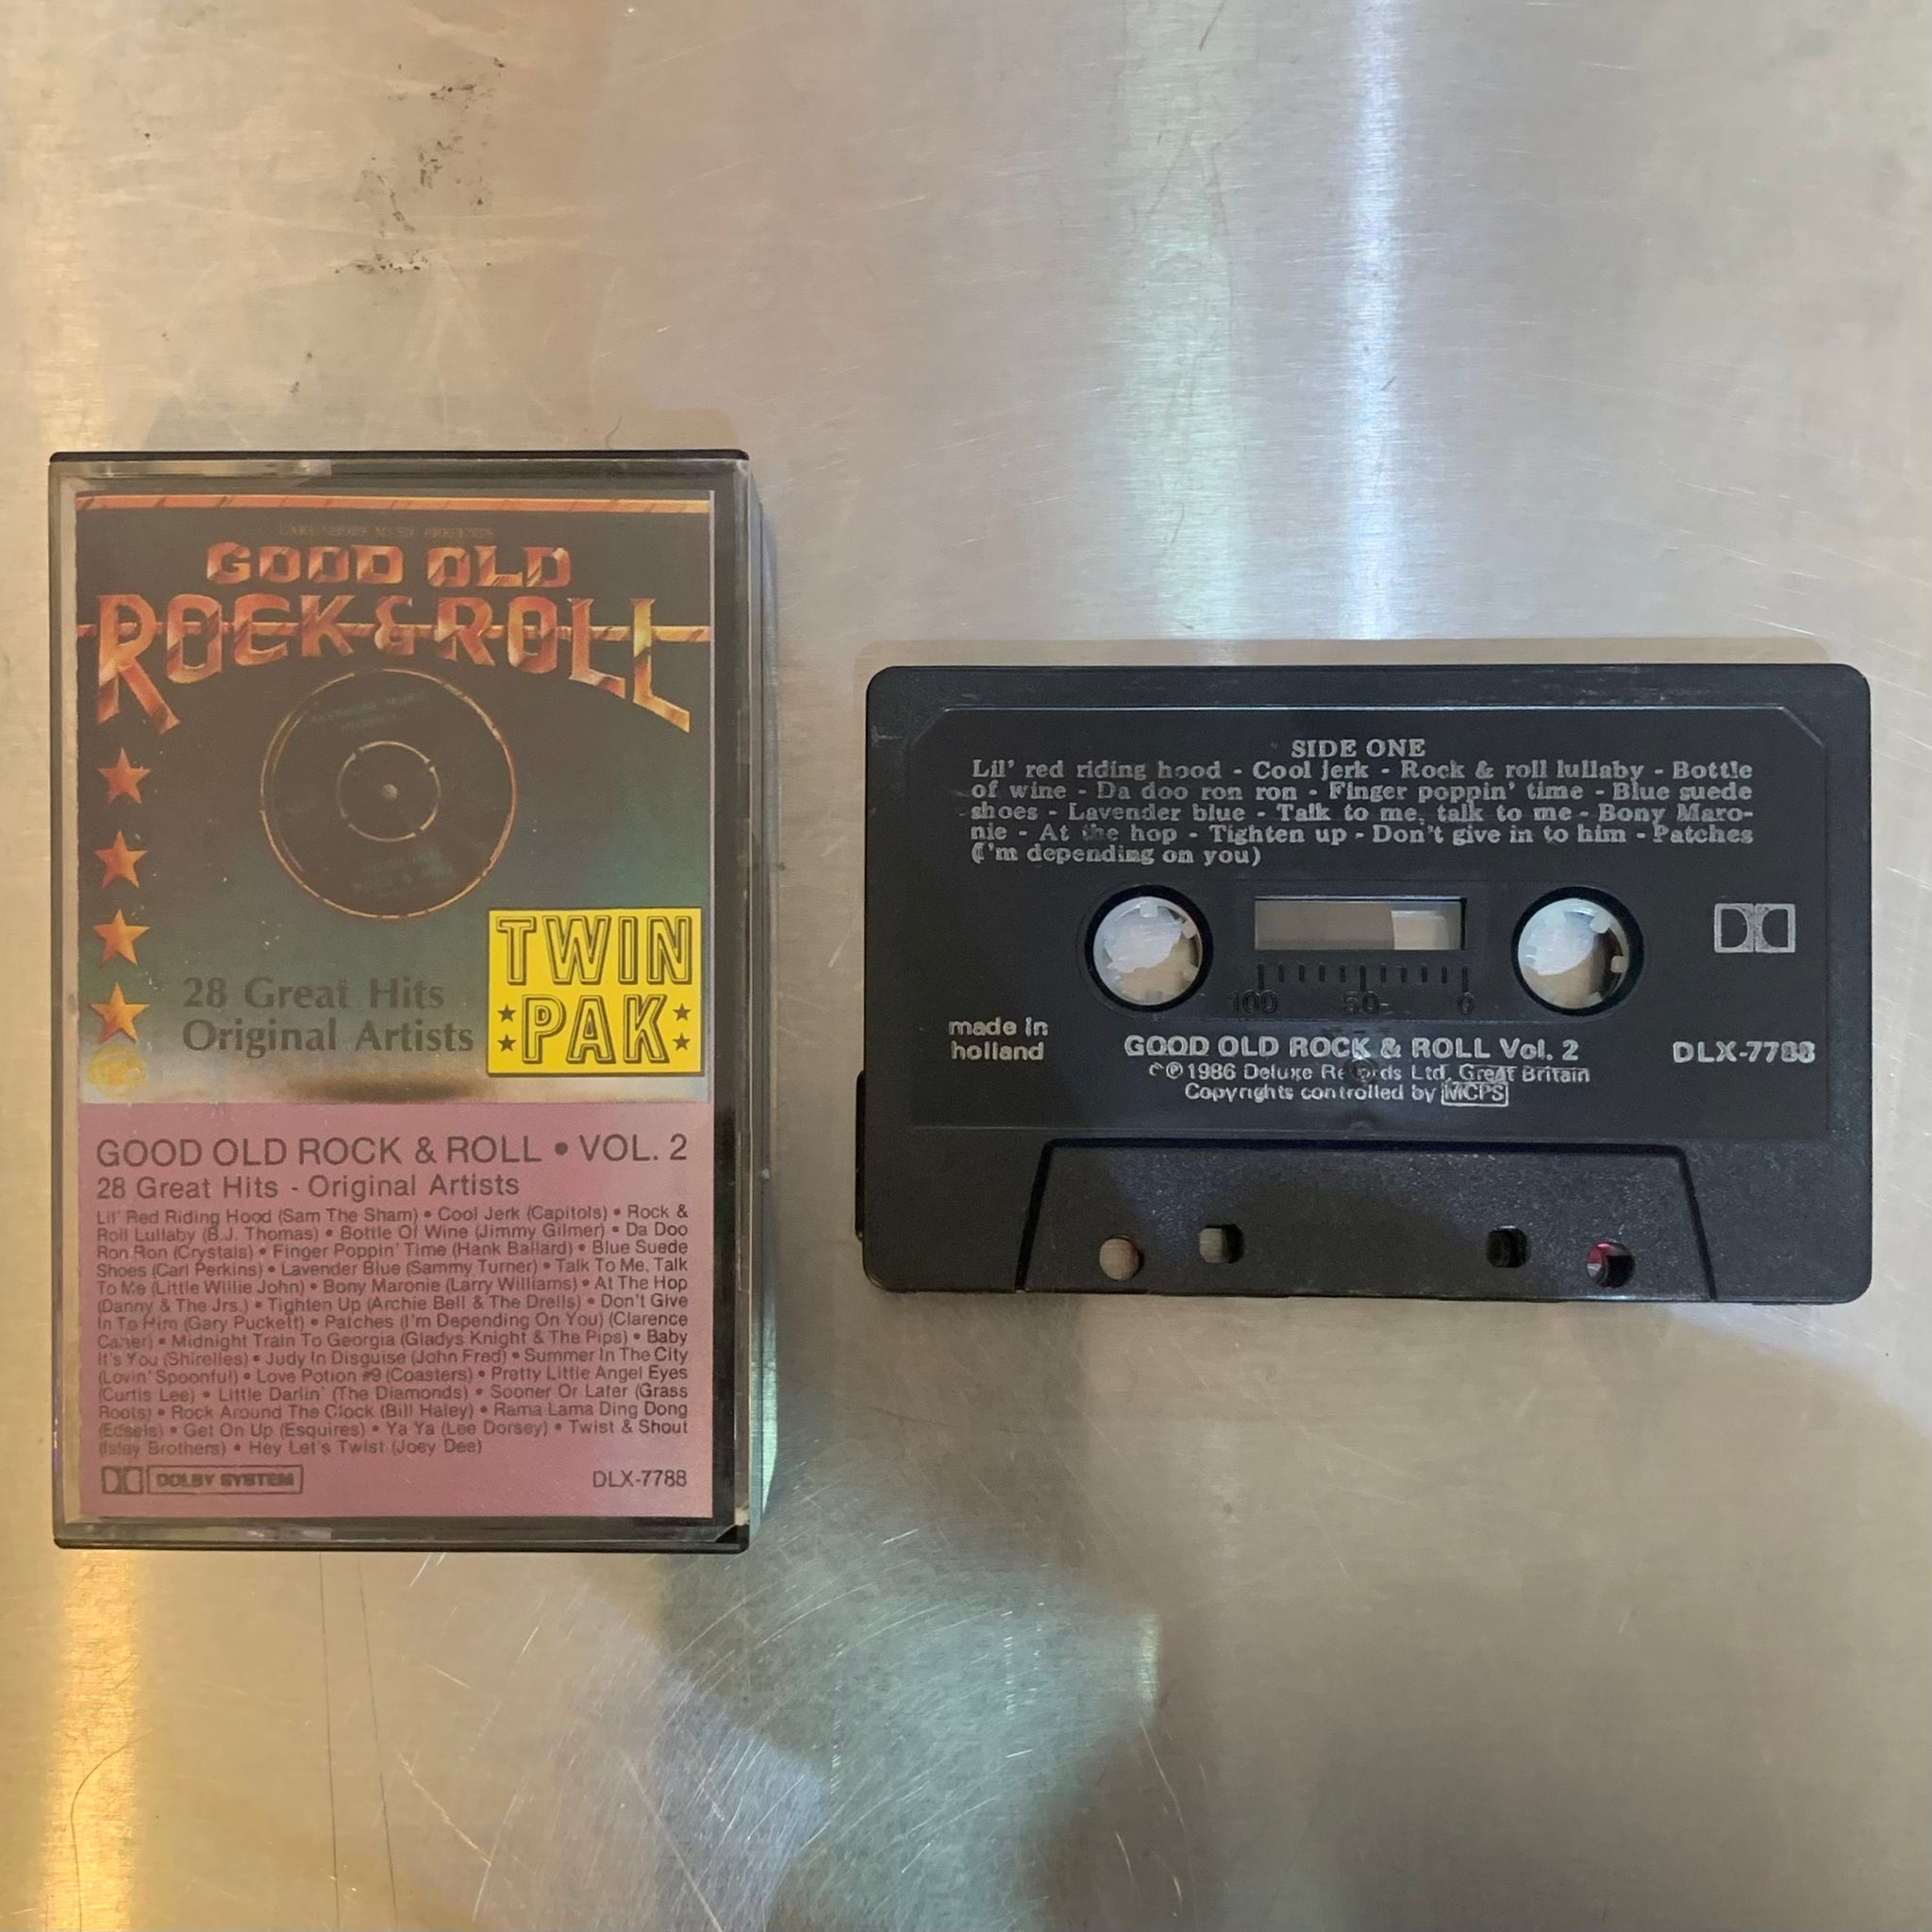 LAKE SHORE MUSIC PRESENTS
GOOD OLD
ROCK & ROLL
28 Great Hits
Original Artists
TWIN
PAK
GOOD OLD ROCK & ROLL • VOL. 2
28 Great Hits - Original Artists
Lil' Red Riding Hood (Sam The Sham) • Cool Jerk (Capitols) • Rock &
Roll Lullaby (B.J. Thomas) • Bottle Of Wine (Jimmy Gilmer) • Da Doo
Ron Ron (Crystals) • Finger Poppin' Time (Hank Ballard) • Blue Suede
Shoes (Carl Perkins) • Lavender Blue (Sammy Turner) • Talk To Me, Talk
To Me (Little Willie John) • Bony Maronie (Larry Williams) • At The Hop
(Danny & The Jrs.) • Tighten Up (Archie Bell & The Drells) • Don't Give
In To Him (Gary Puckett) • Patches (I'm Depending On You) (Clarence
Carter) • Midnight Train To Georgia (Gladys Knight & The Pips) • Baby
It's You (Shirelles) • Judy In Disguise (John Fred) • Summer In The City
(Lovin' Spoonful) • Love Potion #9 (Coasters) • Pretty Little Angel Eyes
(Curtis Lee) • Little Darlin' (The Diamonds) • Sooner Or Later (Grass
Roots) • Rock Around The Clock (Bill Haley) • Rama Lama Ding Dong
(Edsels) • Get On Up (Esquires) • Ya Ya (Lee Dorsey) • Twist & Shout
(Isley Brothers) • Hey Let's Twist (Joey Dee)
DOLBY SYSTEM
DLX-7788
SIDE ONE
Lil' red riding hood - Cool jerk - Rock & roll lullaby - Bottle
of wine - Da doo ron ron - Finger poppin' time - Blue suede
shoes - Lavender blue - Talk to me, talk to me - Bony Maro-
nie - At the hop - Tighten up - Don't give in to him - Patches
(I'm depending on you)
100 50 0
made in
holland
GOOD OLD ROCK & ROLL Vol. 2
©℗1986 Deluxe Records Ltd. Great Britain
Copyrights controlled by MCPS
DLX-7788